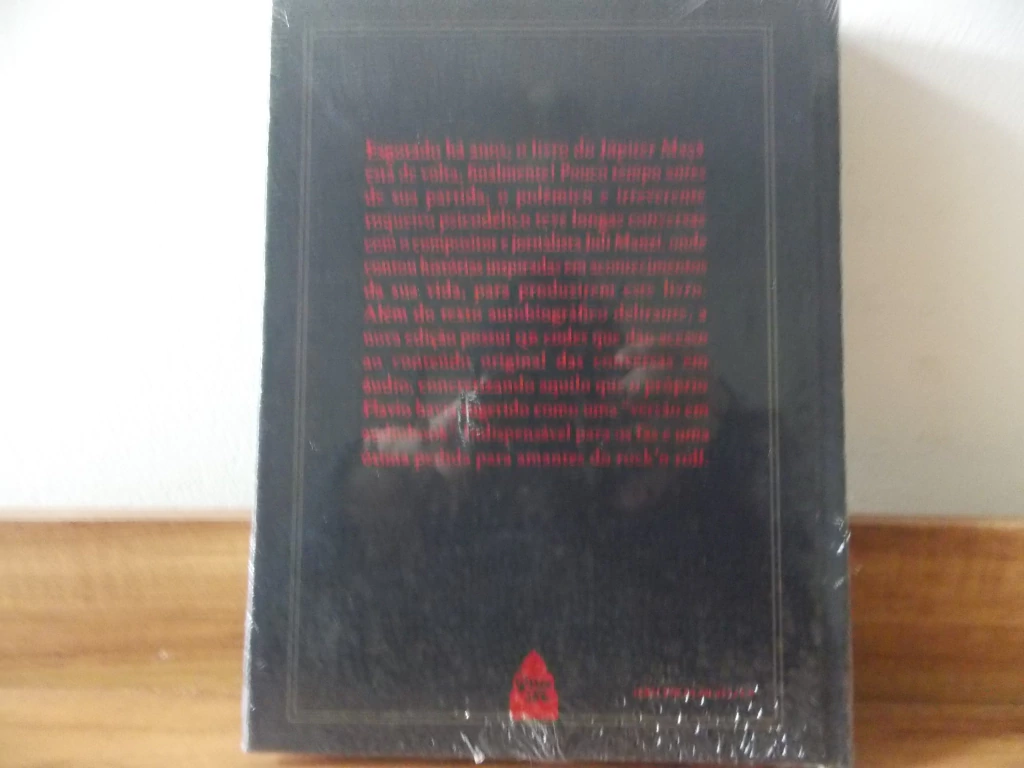 Esgotado há anos, o livro do Júpiter Maçã
está de volta, finalmente! Pouco tempo antes
de sua partida, o polêmico e irreverente
roqueiro psicodélico teve longas conversas
com o compositor e jornalista Juli Manzi, onde
contou histórias inspiradas em acontecimentos
da sua vida, para produzirem este livro.
Além do texto autobiográfico delirante, a
nova edição possui QR codes que dão acesso
ao conteúdo original das conversas em
áudio, concretizando aquilo que o próprio
Flavio havia sugerido como uma "versão em
audiobook". Indispensável para os fãs e uma
ótima pedida para amantes do rock'n roll.